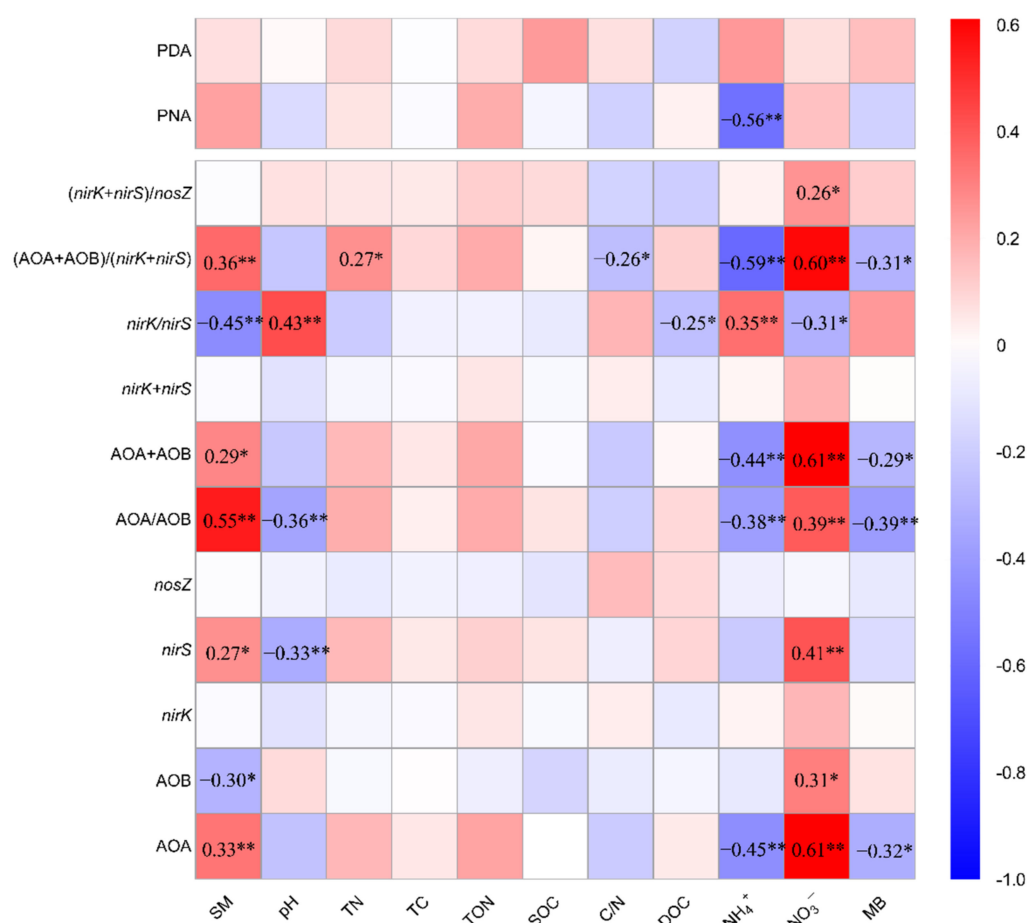 PDA
PNA −0.56**
(nirK+nirS)/nosZ 0.26*
(AOA+AOB)/(nirK+nirS) 0.36** 0.27* −0.26* −0.59** 0.60** −0.31*
nirK/nirS −0.45** 0.43** −0.25* 0.35** −0.31*
nirK+nirS
AOA+AOB 0.29* −0.44** 0.61** −0.29*
AOA/AOB 0.55** −0.36** −0.38** 0.39** −0.39**
nosZ
nirS 0.27* −0.33** 0.41**
nirK
AOB −0.30* 0.31*
AOA 0.33** −0.45** 0.61** −0.32*
SM pH TN TC TON SOC C/N DOC NH₄⁺ NO₃⁻ MB
0.6
0.4
0.2
0
-0.2
-0.4
-0.6
-0.8
-1.0